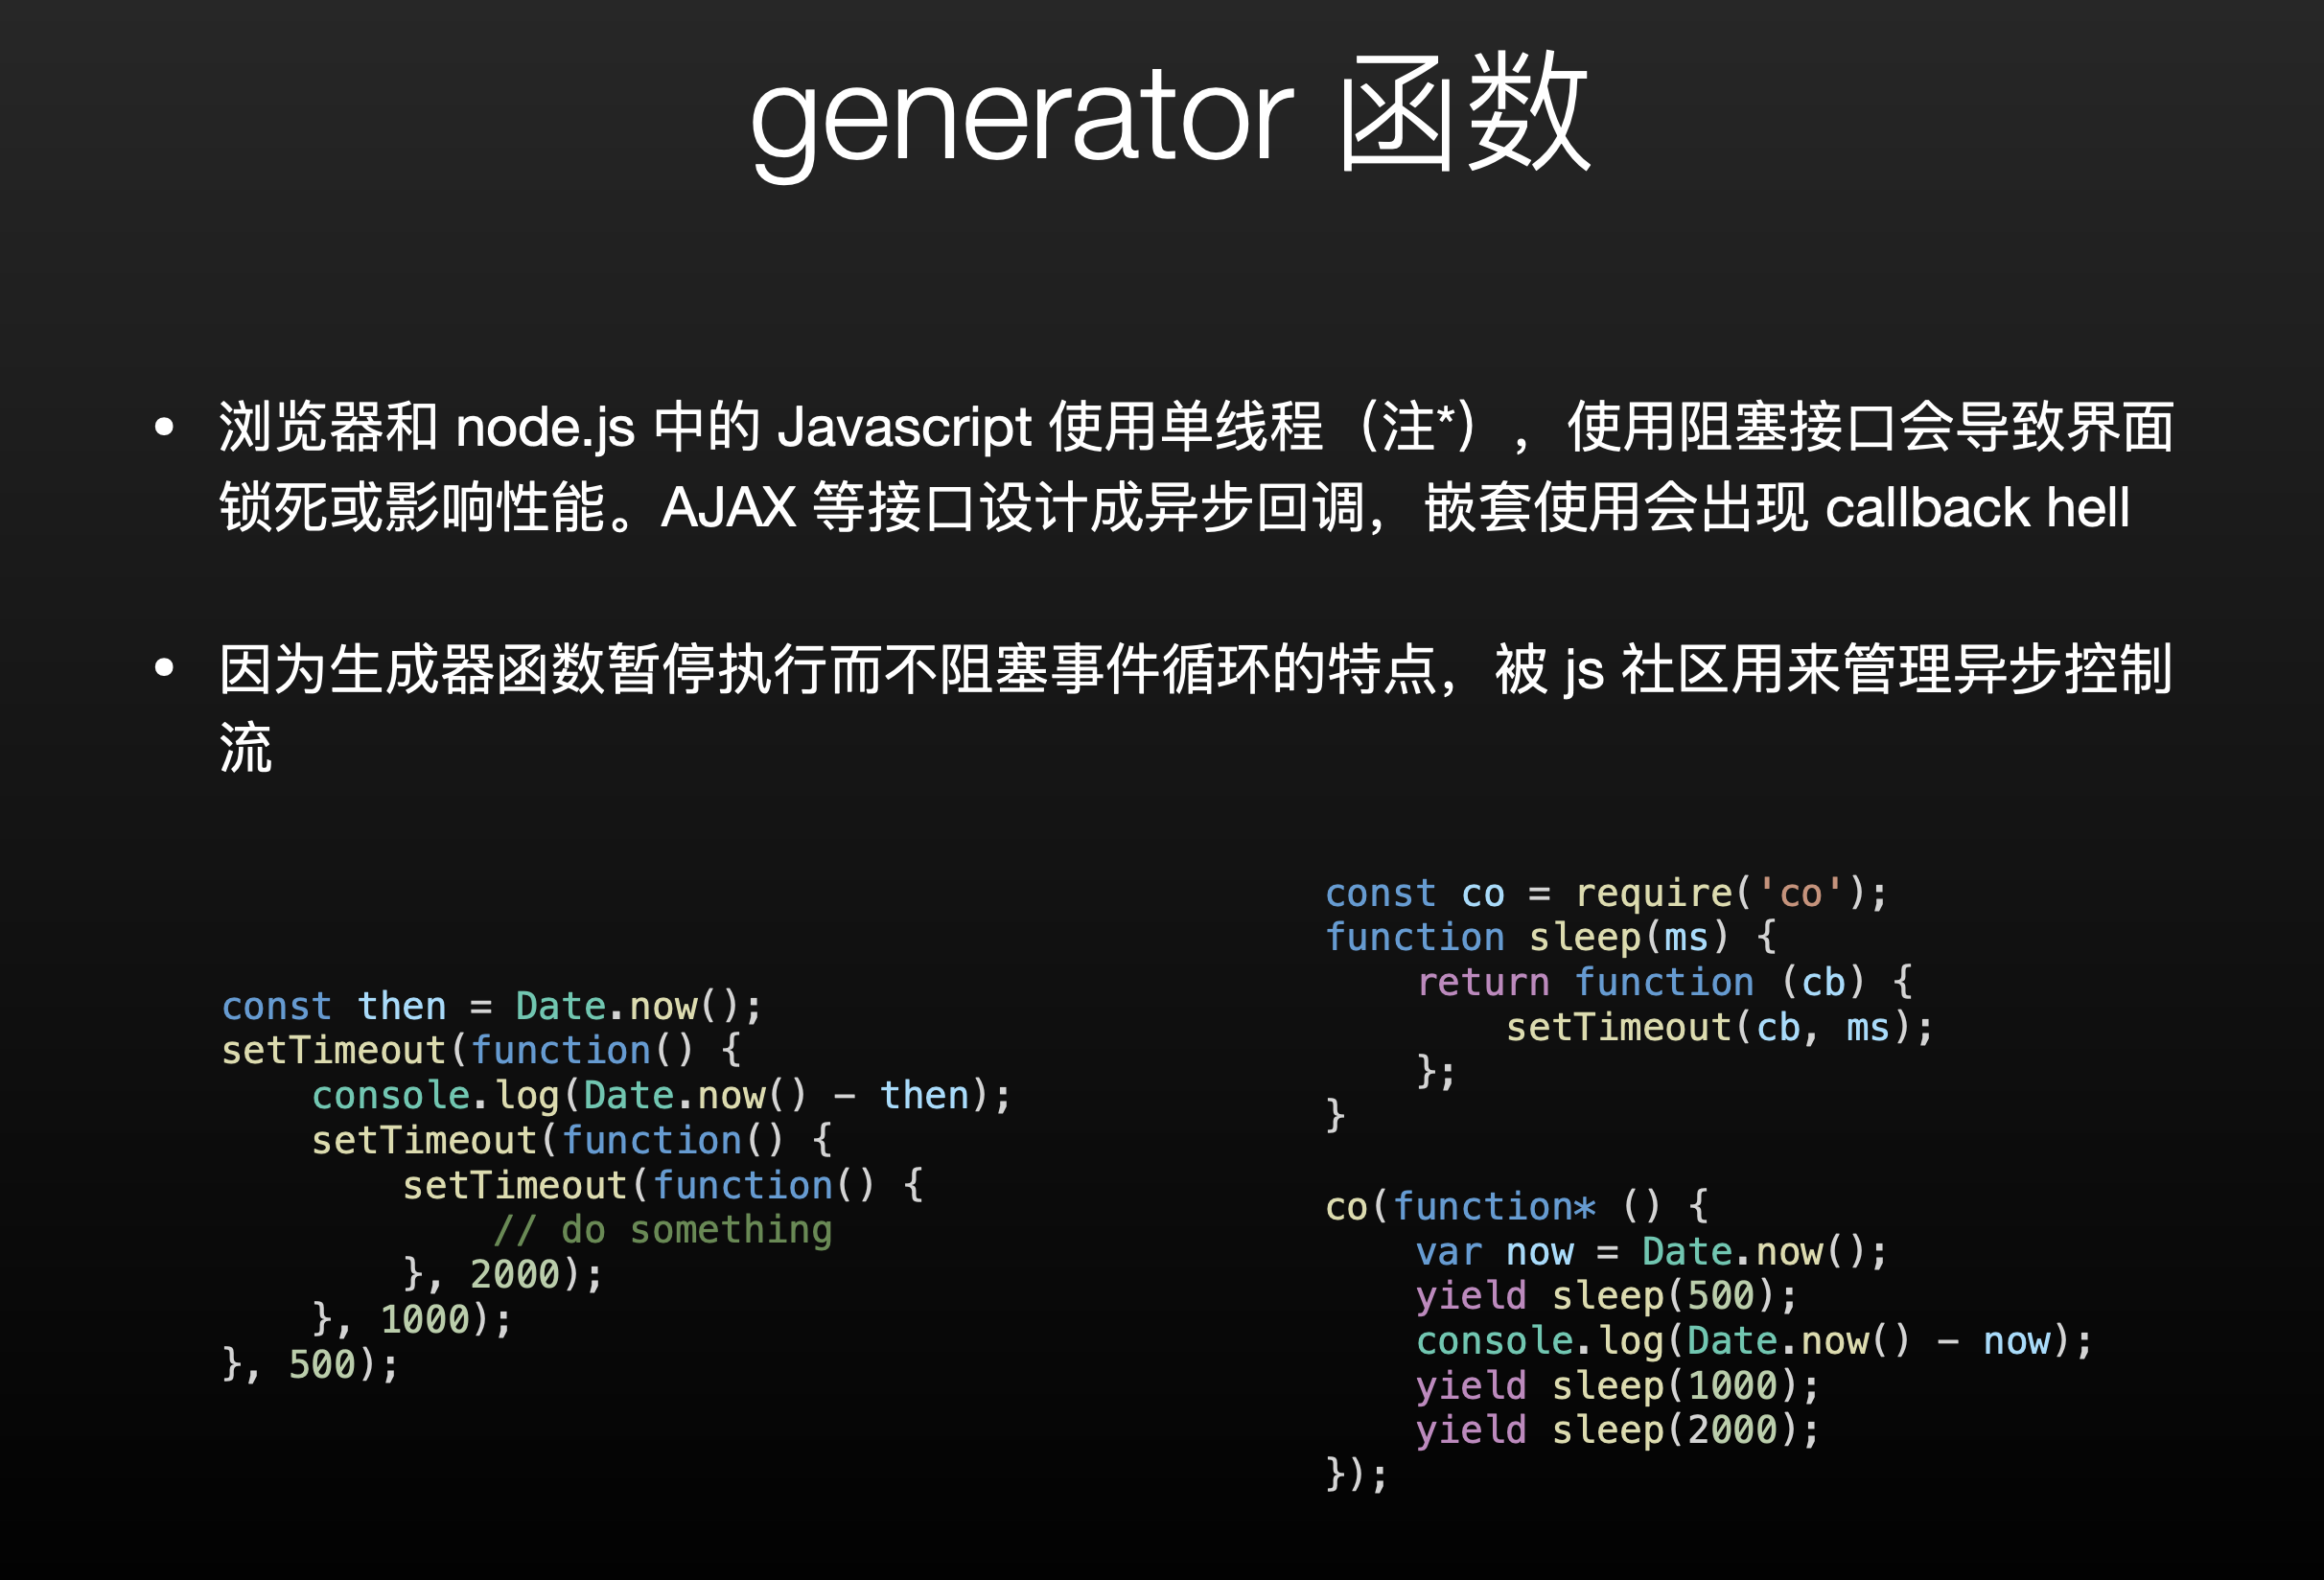 generator 函数
• 浏览器和 node.js 中的 Javascript 使用单线程（注*），使用阻塞接口会导致界面
锁死或影响性能。AJAX 等接口设计成异步回调，嵌套使用会出现 callback hell
• 因为生成器函数暂停执行而不阻塞事件循环的特点，被 js 社区用来管理异步控制
流
const then = Date.now();
setTimeout(function() {
    console.log(Date.now() - then);
    setTimeout(function() {
        setTimeout(function() {
            // do something
        }, 2000);
    }, 1000);
}, 500);
const co = require('co');
function sleep(ms) {
    return function (cb) {
        setTimeout(cb, ms);
    };
}
co(function* () {
    var now = Date.now();
    yield sleep(500);
    console.log(Date.now() - now);
    yield sleep(1000);
    yield sleep(2000);
});